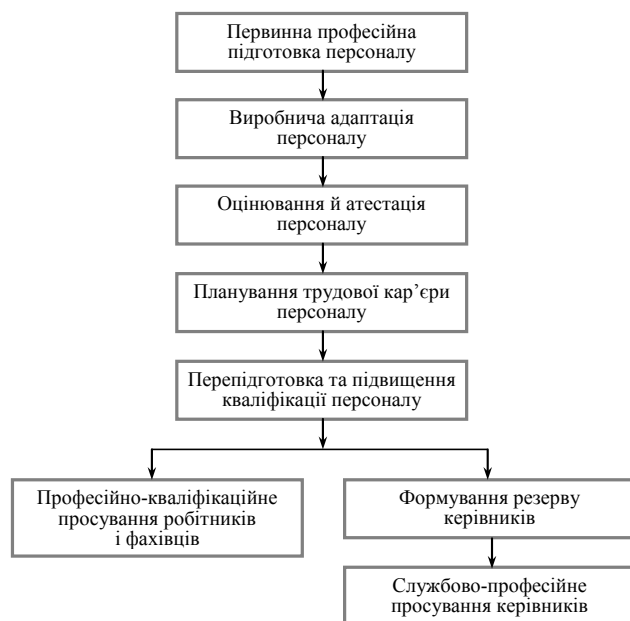 Первинна професійна
підготовка персоналу
Виробнича адаптація
персоналу
Оцінювання й атестація
персоналу
Планування трудової кар’єри
персоналу
Перепідготовка та підвищення
кваліфікації персоналу
Професійно-кваліфікаційне
просування робітників
і фахівців
Формування резерву
керівників
Службово-професійне
просування керівників